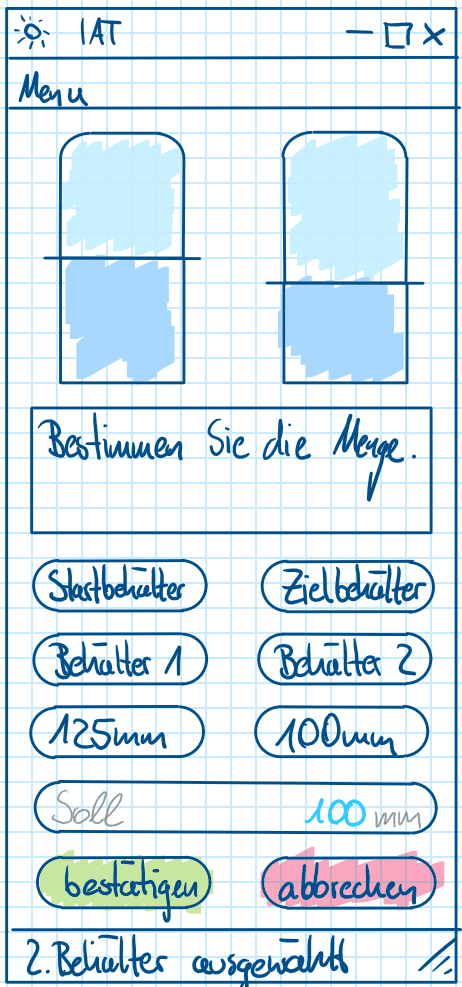 IAT
Menu
Bestimmen Sie die Menge.
Startbehälter Zielbehälter
Behälter 1 Behälter 2
125mm 100mm
Soll 100 mm
bestätigen abbrechen
2. Behälter ausgewählt